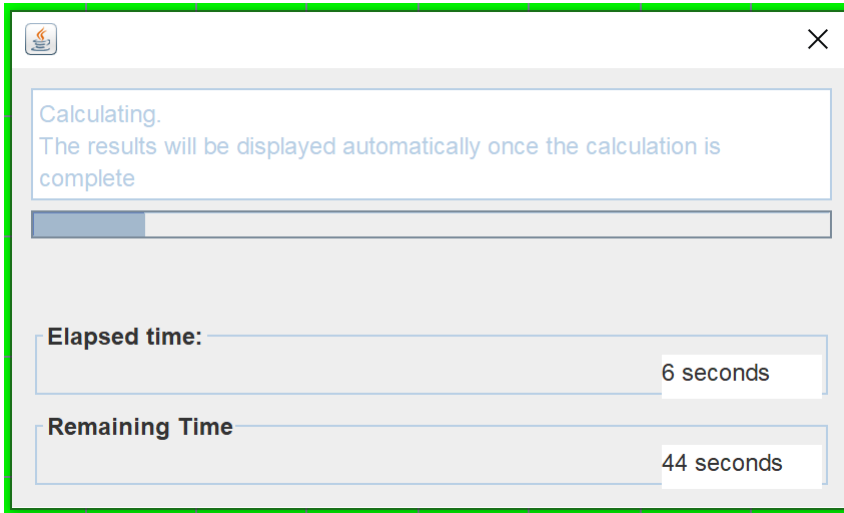 Calculating.
The results will be displayed automatically once the calculation is
complete
Elapsed time:
6 seconds
Remaining Time
44 seconds